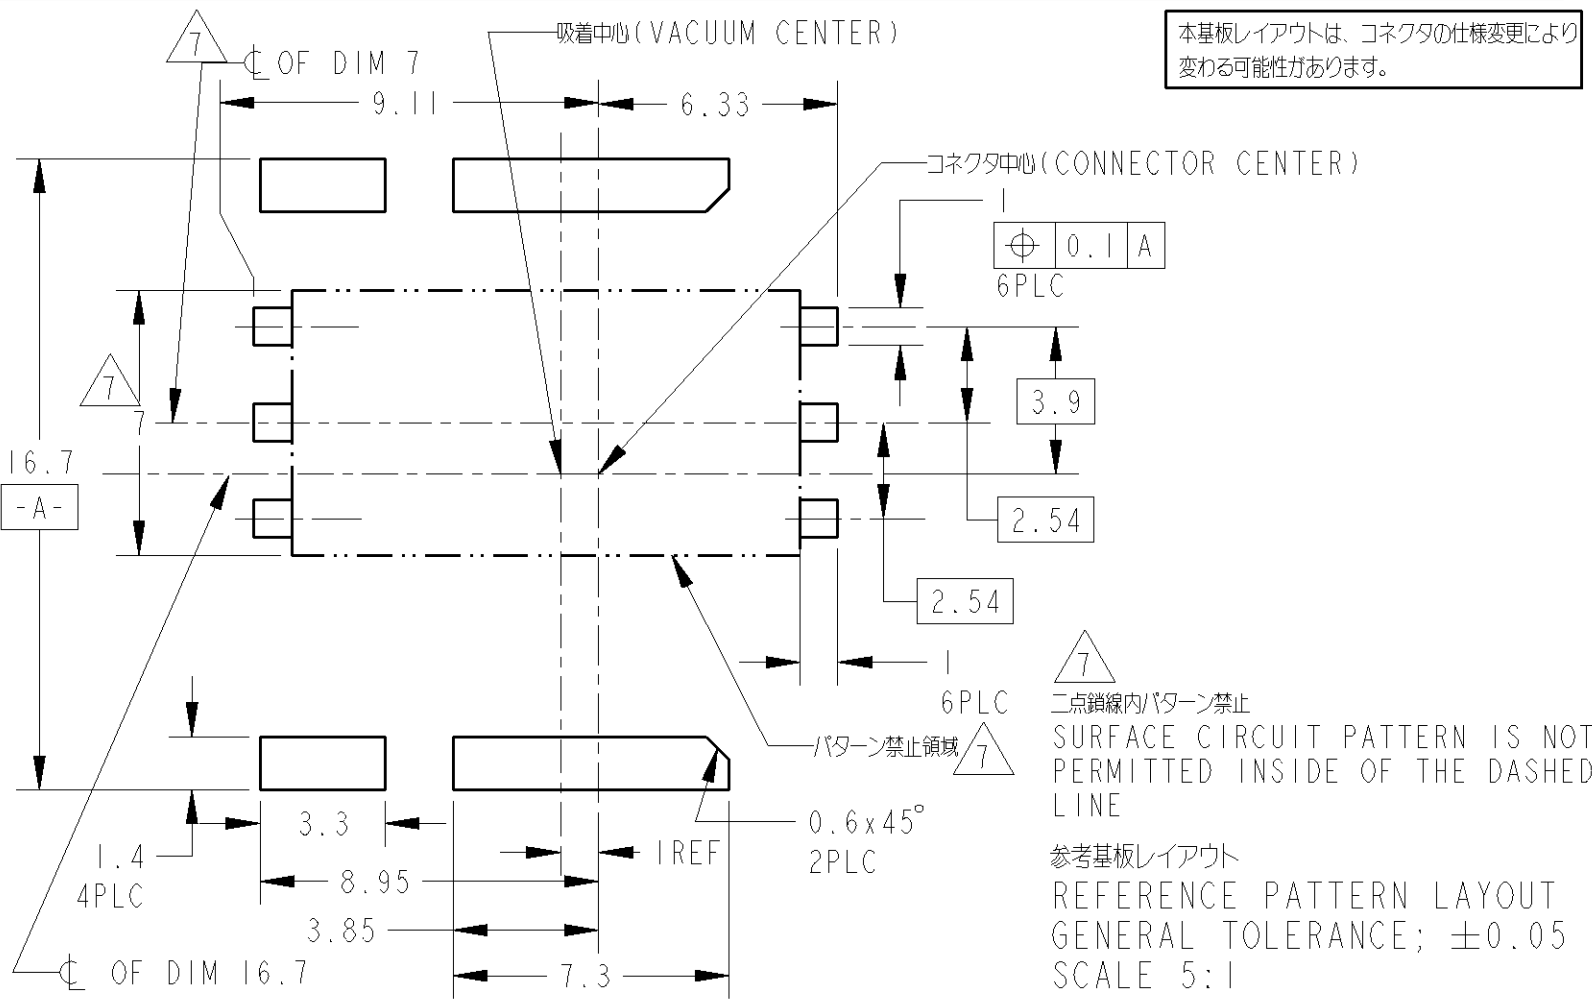 本基板レイアウトは、コネクタの仕様変更により
変わる可能性があります。
7
吸着中心(VACUUM CENTER)
℄ OF DIM 7
9.11
6.33
コネクタ中心(CONNECTOR CENTER)
1
⌖ 0.1 A
6PLC
7
7
3.9
16.7
-A-
2.54
2.54
1
6PLC
7
二点鎖線内パターン禁止
SURFACE CIRCUIT PATTERN IS NOT
PERMITTED INSIDE OF THE DASHED
LINE
パターン禁止領域
7
3.3
0.6x45°
2PLC
1.4
4PLC
1REF
8.95
3.85
℄ OF DIM 16.7
7.3
参考基板レイアウト
REFERENCE PATTERN LAYOUT
GENERAL TOLERANCE; ±0.05
SCALE 5:1